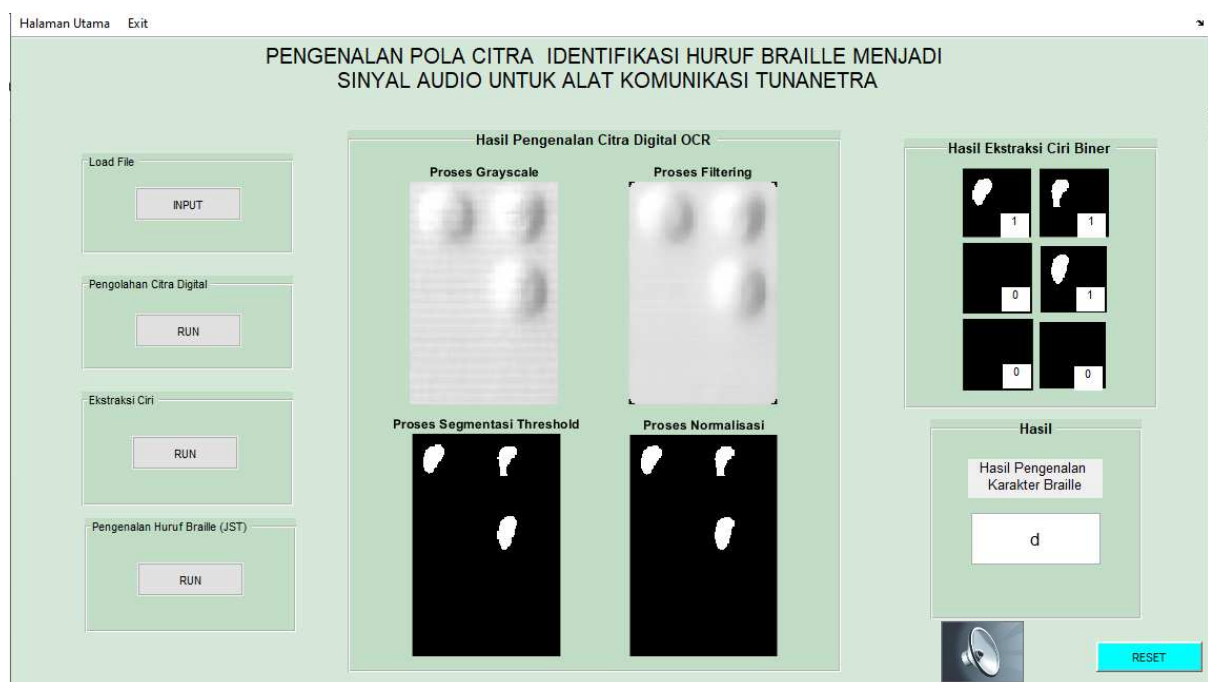 Halaman Utama Exit
PENGENALAN POLA CITRA IDENTIFIKASI HURUF BRAILLE MENJADI
SINYAL AUDIO UNTUK ALAT KOMUNIKASI TUNANETRA
Load File
INPUT
Pengolahan Citra Digital
RUN
Ekstraksi Ciri
RUN
Pengenalan Huruf Braille (JST)
RUN
Hasil Pengenalan Citra Digital OCR
Proses Grayscale Proses Filtering
Proses Segmentasi Threshold Proses Normalisasi
Hasil Ekstraksi Ciri Biner
1 1
0 1
0 0
Hasil
Hasil Pengenalan
Karakter Braille
d
RESET